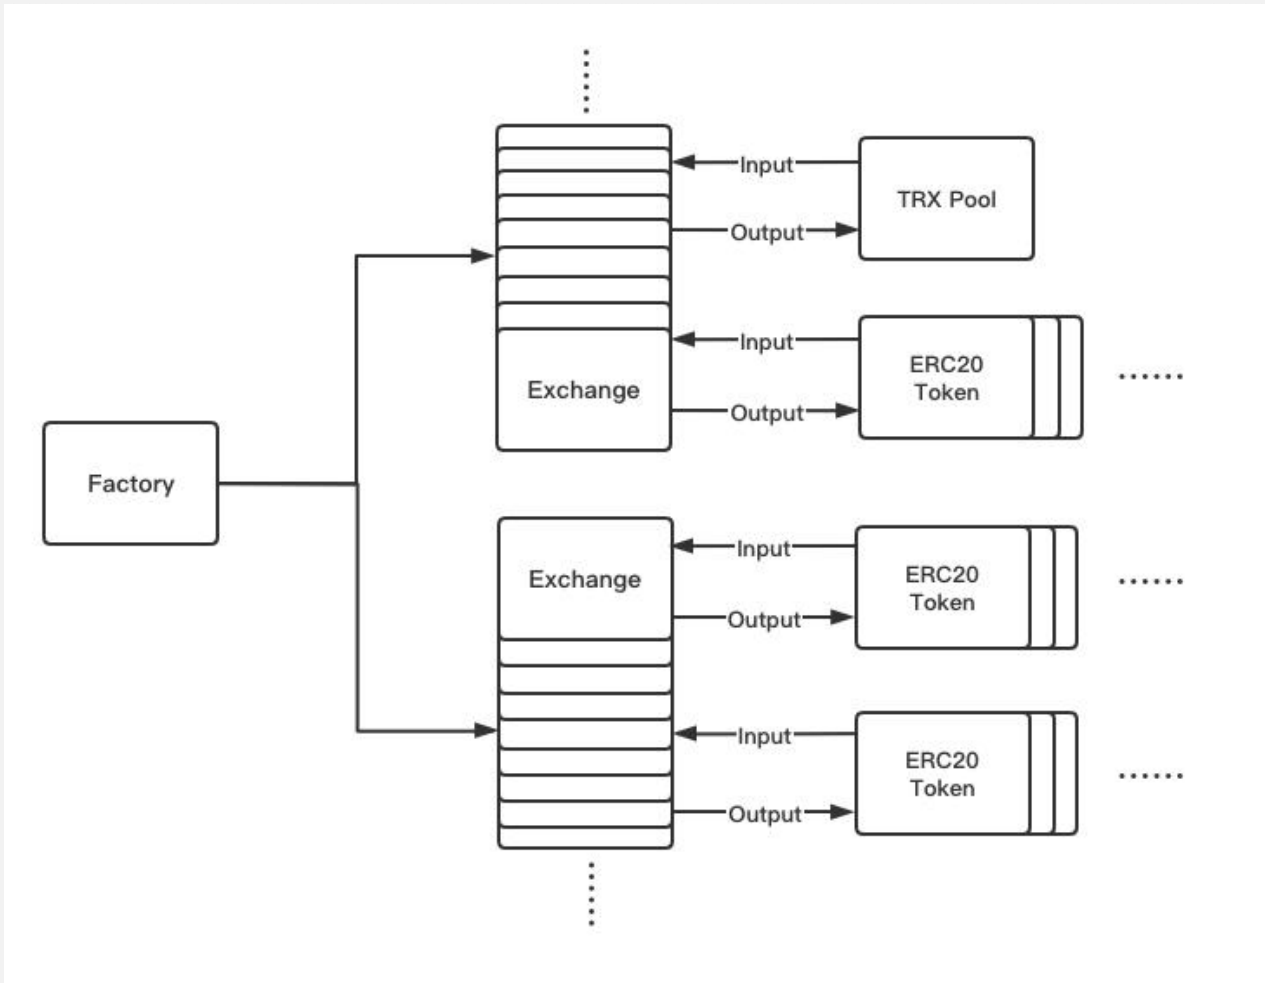 Input
TRX Pool
Output
Input
ERC20
Token
Exchange
Output
Factory
Input
Exchange
ERC20
Token
Output
Input
ERC20
Token
Output